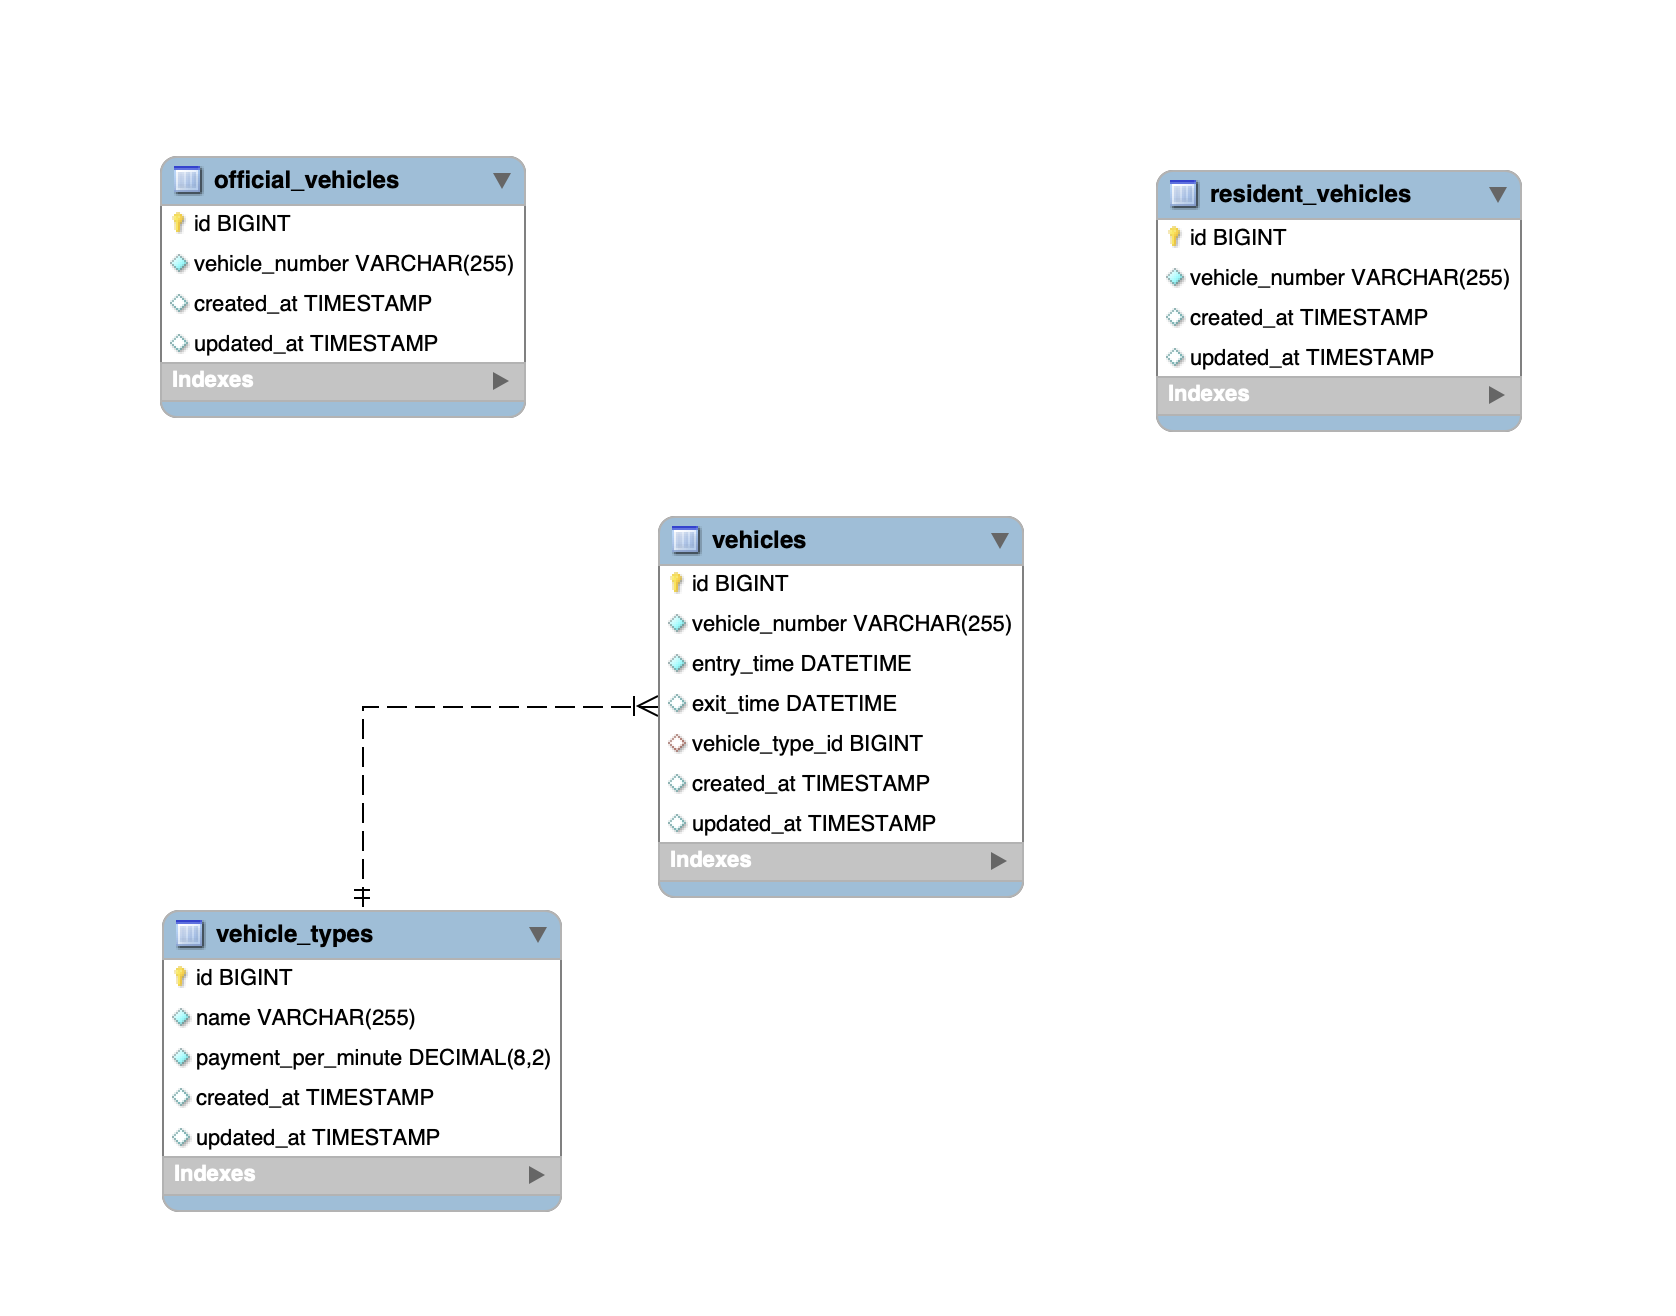 official_vehicles
id BIGINT
vehicle_number VARCHAR(255)
created_at TIMESTAMP
updated_at TIMESTAMP
Indexes
resident_vehicles
id BIGINT
vehicle_number VARCHAR(255)
created_at TIMESTAMP
updated_at TIMESTAMP
Indexes
vehicles
id BIGINT
vehicle_number VARCHAR(255)
entry_time DATETIME
exit_time DATETIME
vehicle_type_id BIGINT
created_at TIMESTAMP
updated_at TIMESTAMP
Indexes
vehicle_types
id BIGINT
name VARCHAR(255)
payment_per_minute DECIMAL(8,2)
created_at TIMESTAMP
updated_at TIMESTAMP
Indexes